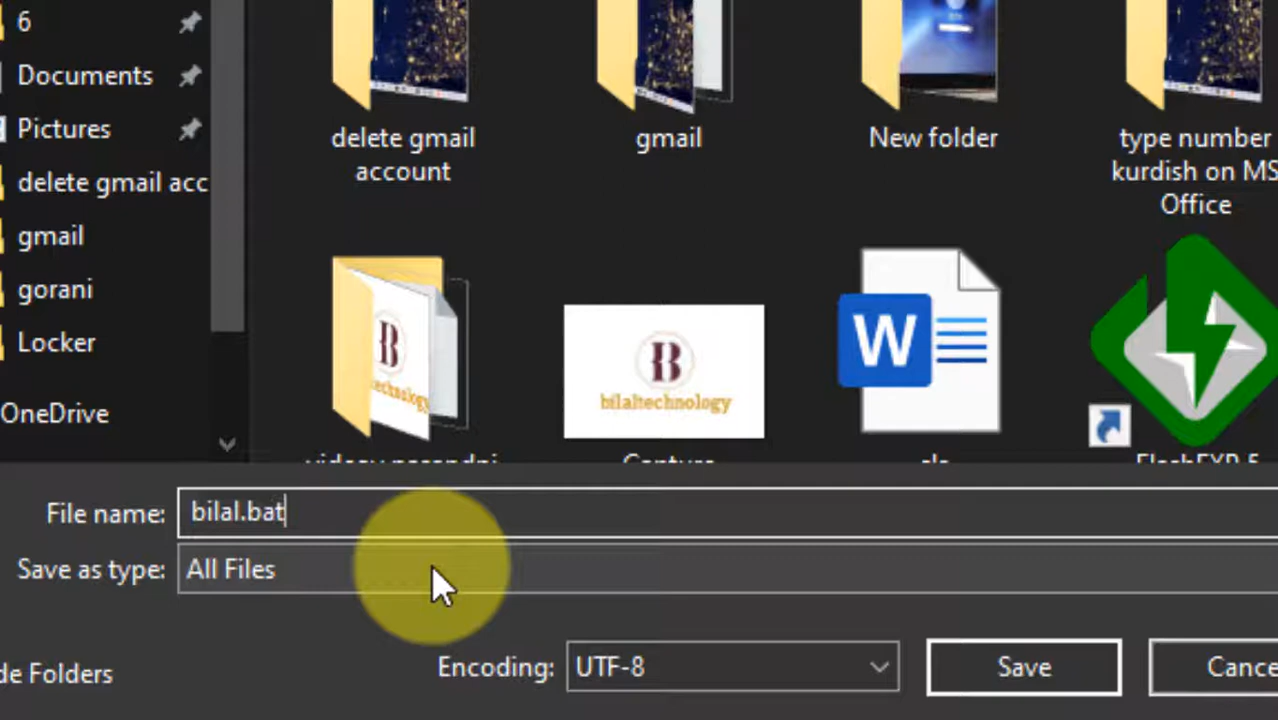 6
Documents
Pictures
delete gmail acc
gmail
gorani
Locker
OneDrive
delete gmail
account
gmail
New folder
type number
kurdish on MS
Office
B
technology
B
bilaltechnology
W
File name: bilal.bat
Save as type: All Files
de Folders
Encoding: UTF-8
Save
Cance